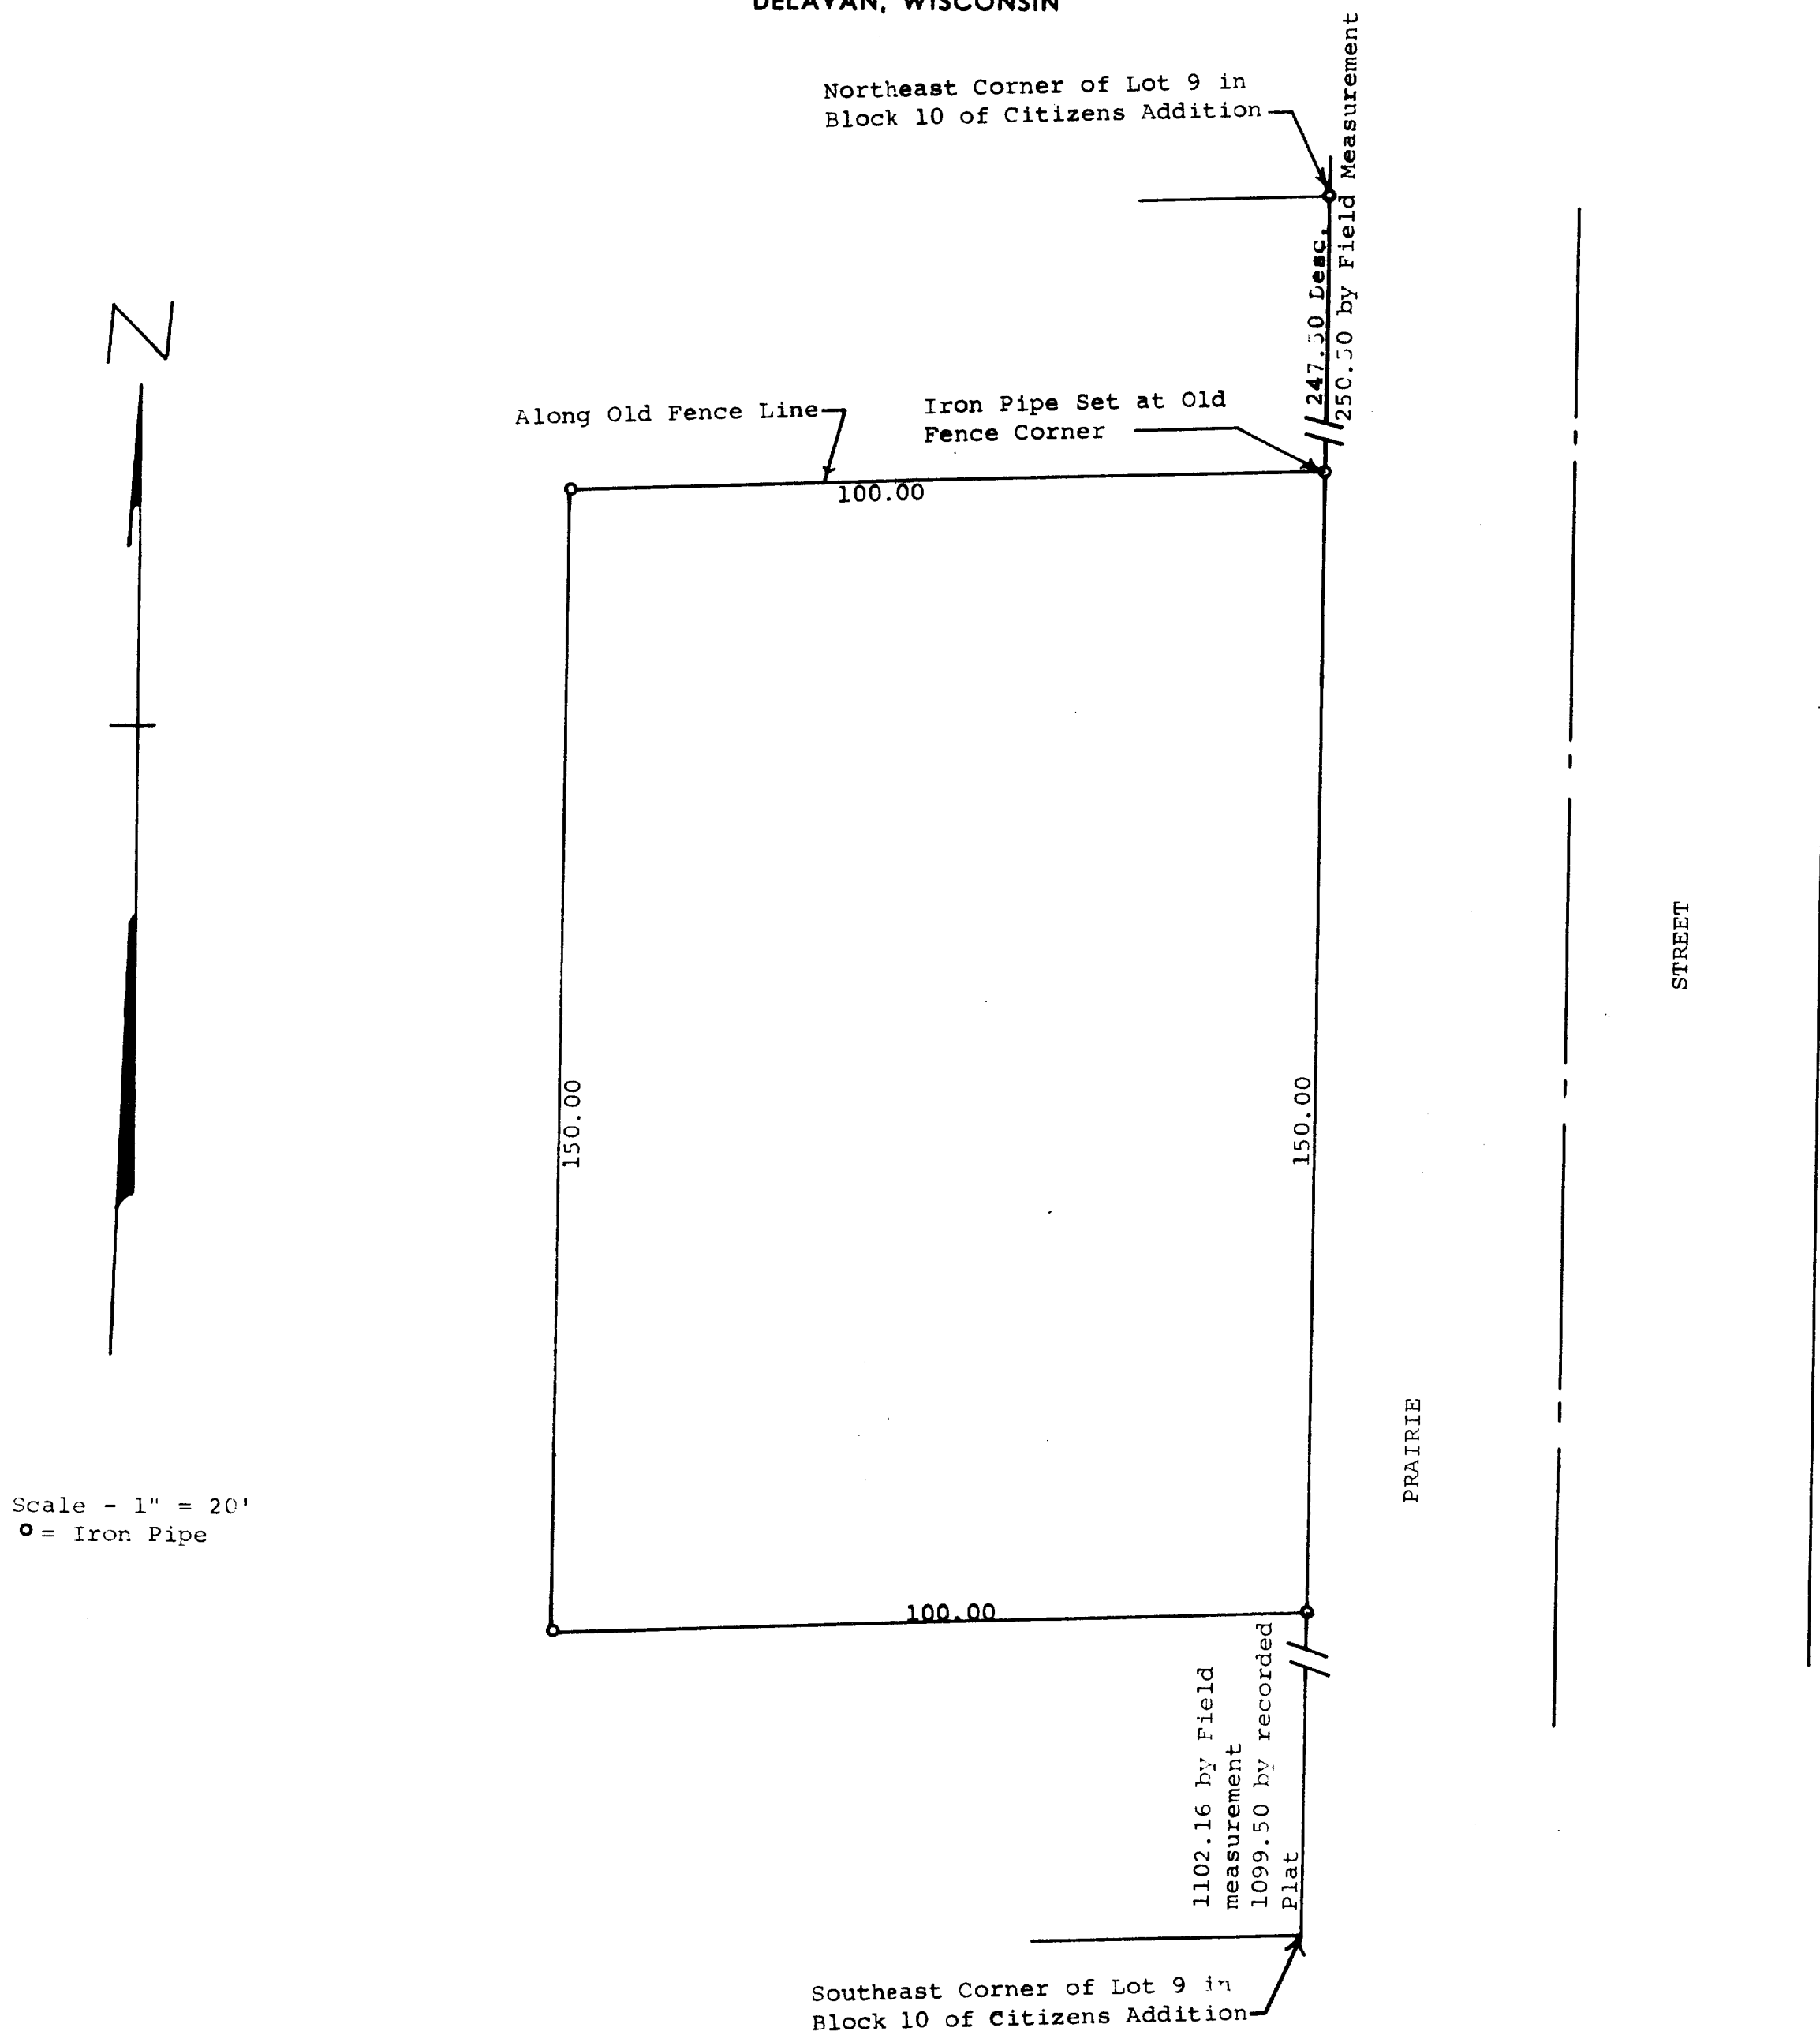 DELAVAN, WISCONSIN
Northeast Corner of Lot 9 in
Block 10 of Citizens Addition
247.50 Desc.
250.50 by Field Measurement
N
Along Old Fence Line
Iron Pipe Set at Old
Fence Corner
100.00
150.00
150.00
STREET
PRAIRIE
Scale - 1" = 20'
= Iron Pipe
100.00
1102.16 by Field
measurement
1099.50 by recorded
Plat
Southeast Corner of Lot 9 in
Block 10 of Citizens Addition